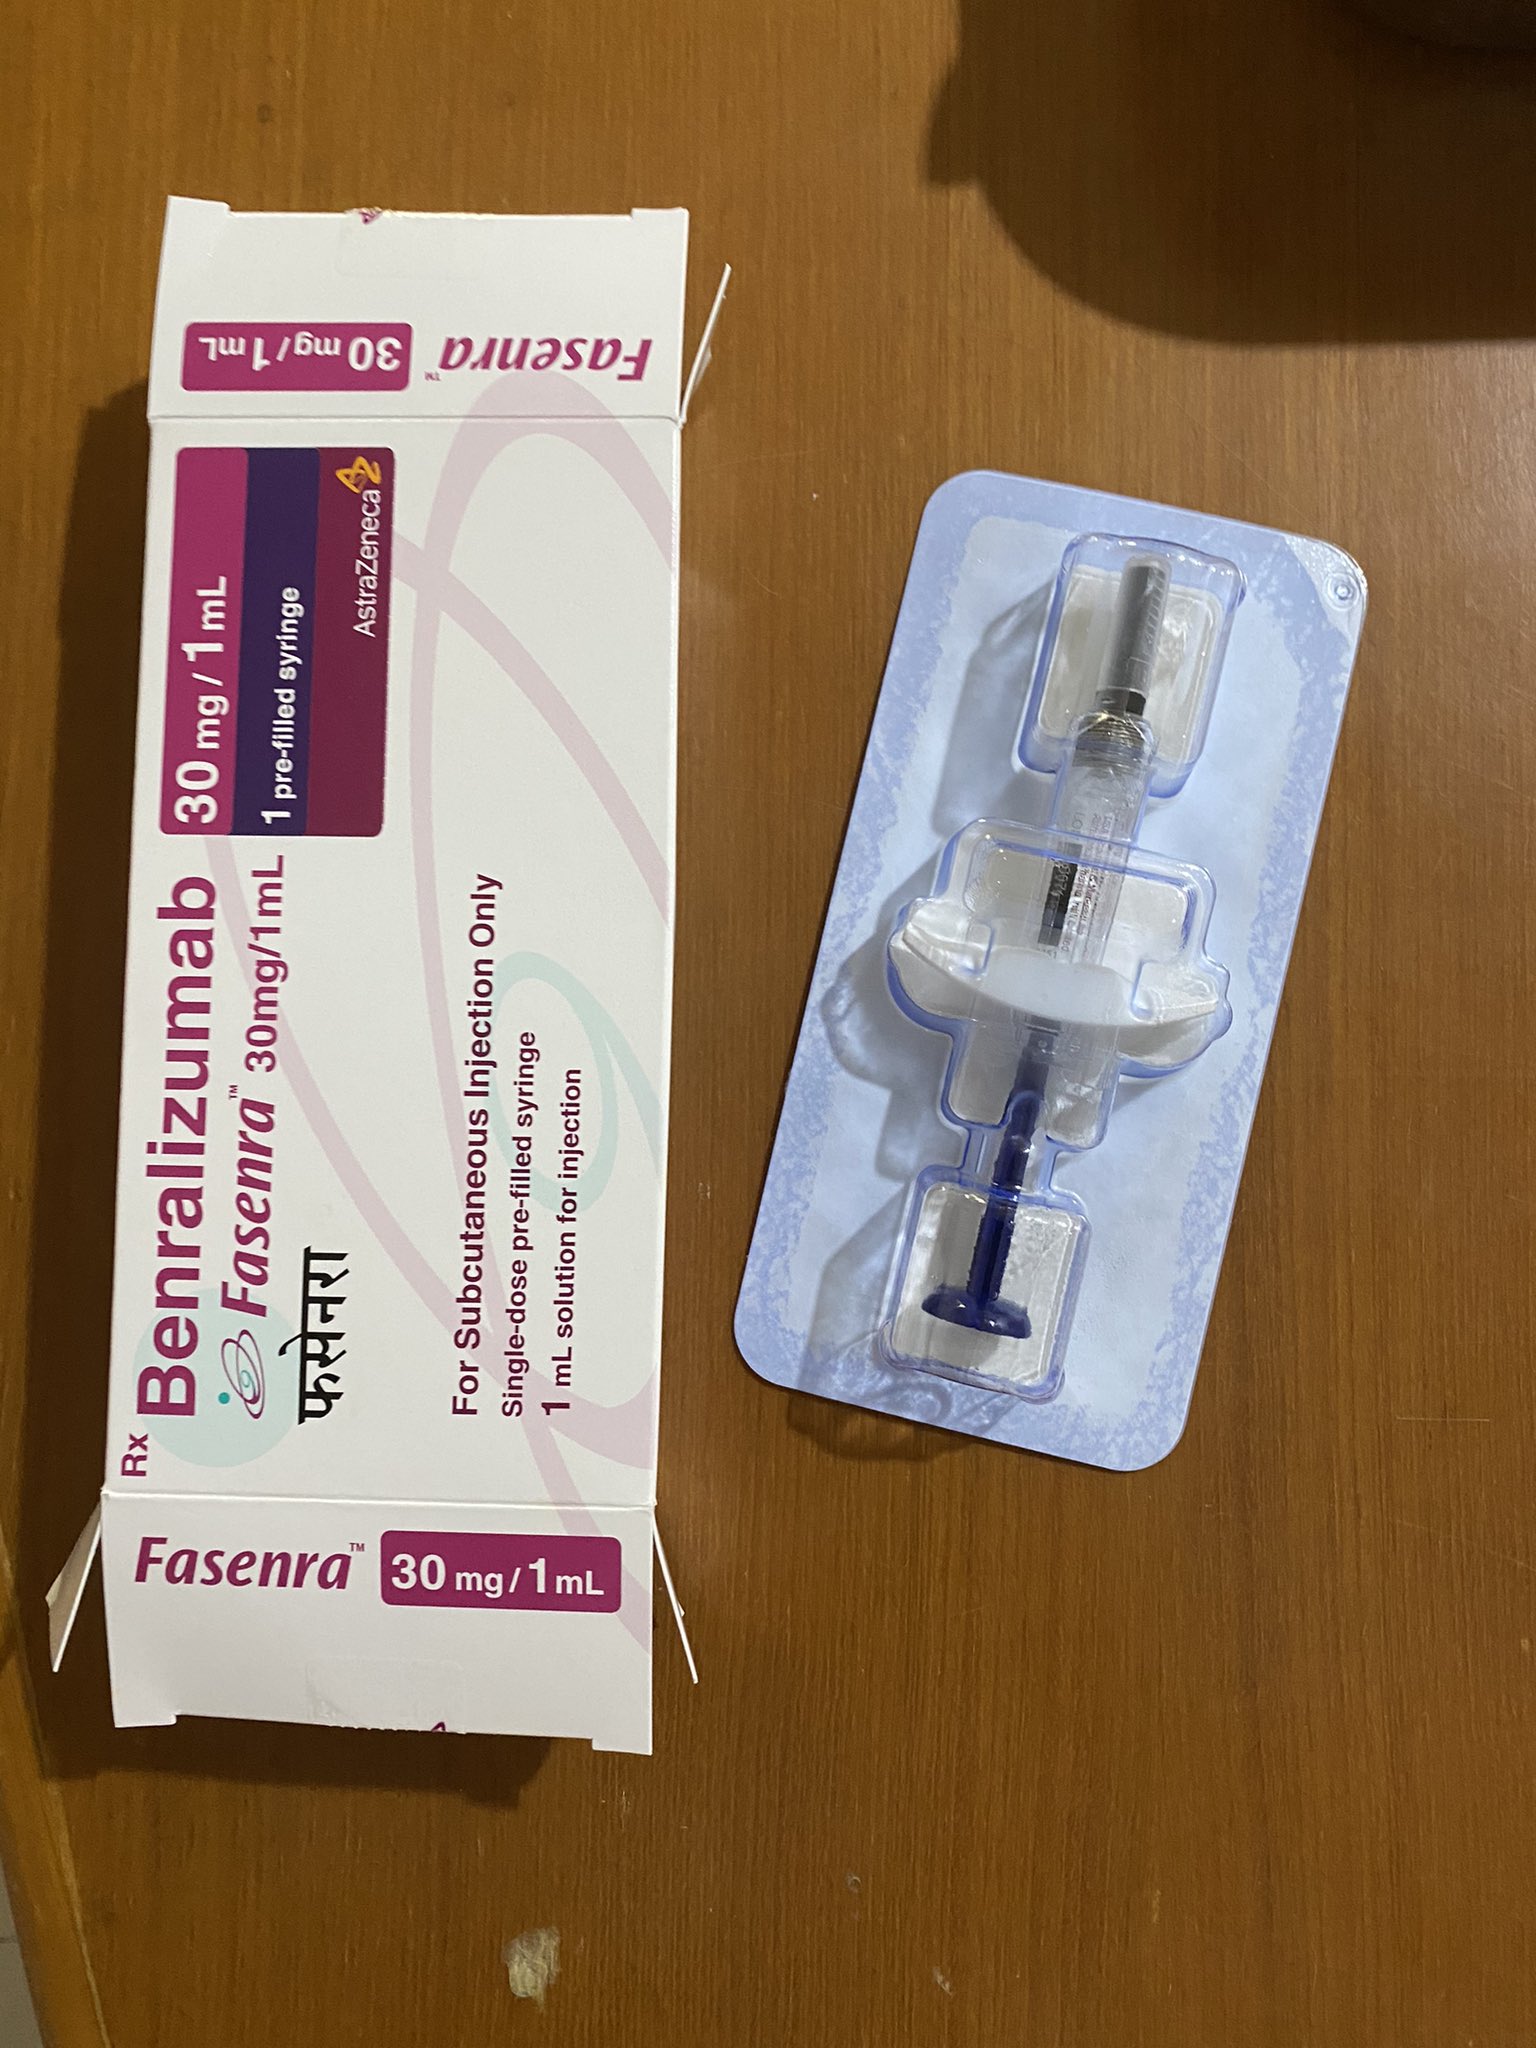 Fasenra™ 30 mg / 1 mL
Rx
Benralizumab
Fasenra™ 30mg/1mL
फसेनरा
30 mg / 1 mL
1 pre-filled syringe
AstraZeneca
For Subcutaneous Injection Only
Single-dose pre-filled syringe
1 mL solution for injection
Fasenra™ 30 mg / 1 mL